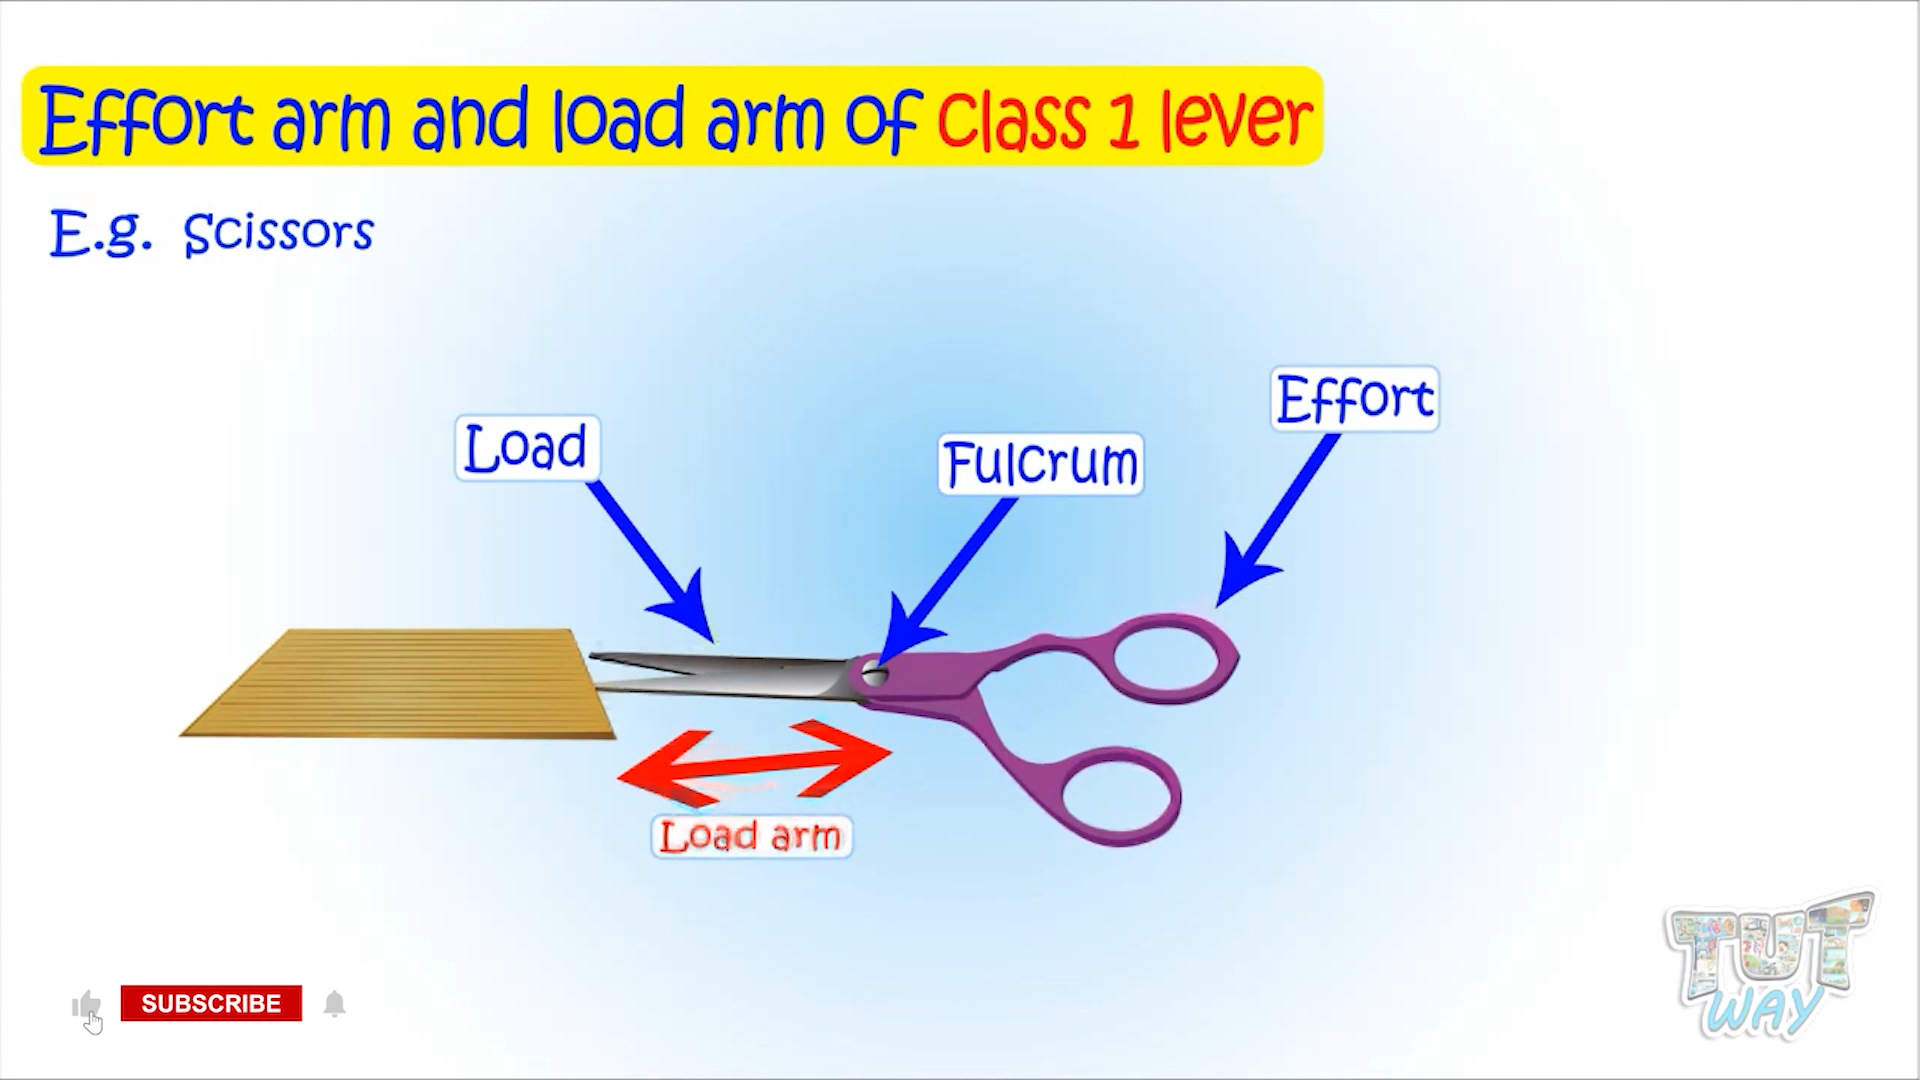 Effort arm and load arm of Class 1 lever
E.g. Scissors
Effort
Load
Fulcrum
Load arm
SUBSCRIBE
TUT
WAY